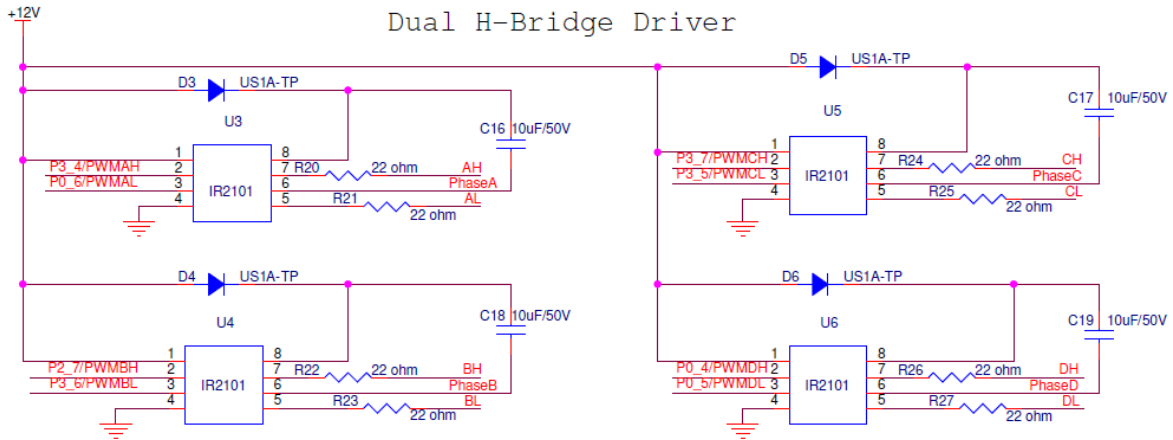 +12V
Dual H-Bridge Driver
D3 US1A-TP
U3
C16 10uF/50V
1 8
P3_4/PWMAH 2 7 R20 22 ohm AH
P0_6/PWMAL 3 IR2101 6 PhaseA
4 5 R21 22 ohm AL
D5 US1A-TP
U5
C17 10uF/50V
1 8
P3_7/PWMCH 2 7 R24 22 ohm CH
P3_5/PWMCL 3 IR2101 6 PhaseC
4 5 R25 22 ohm CL
D4 US1A-TP
U4
C18 10uF/50V
1 8
P2_7/PWMBH 2 7 R22 22 ohm BH
P3_6/PWMBL 3 IR2101 6 PhaseB
4 5 R23 22 ohm BL
D6 US1A-TP
U6
C19 10uF/50V
1 8
P0_4/PWMDH 2 7 R26 22 ohm DH
P0_5/PWMDL 3 IR2101 6 PhaseD
4 5 R27 22 ohm DL